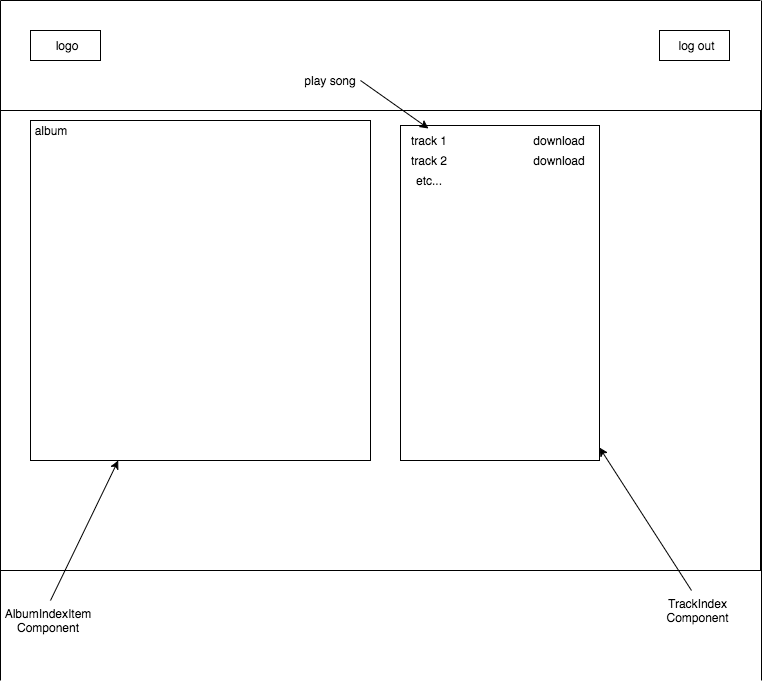 logo
log out
play song
album
track 1 download
track 2 download
etc...
AlbumIndexItem
Component
TrackIndex
Component